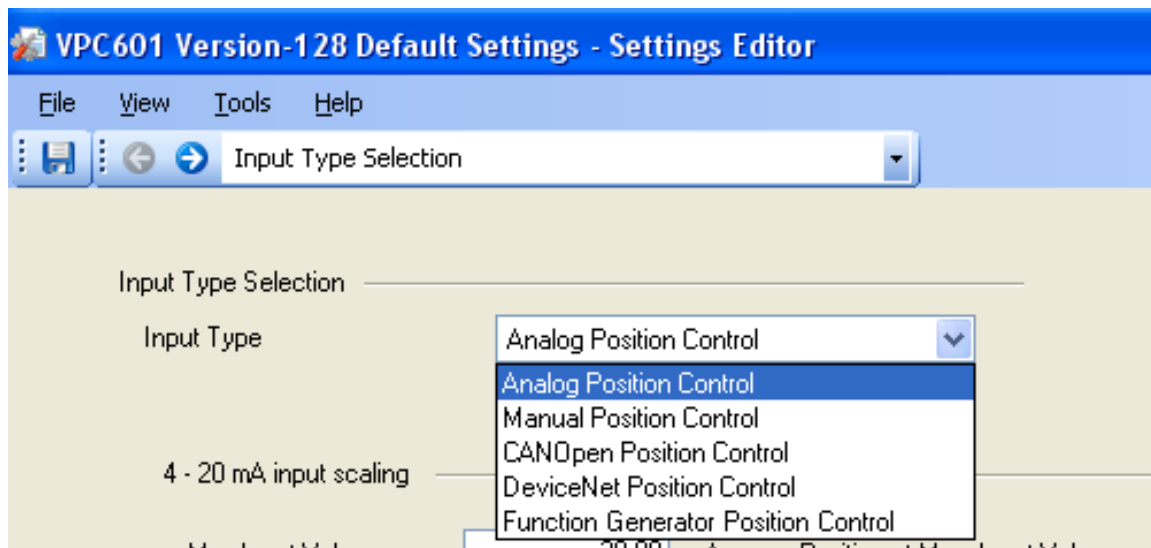 VPC601 Version-128 Default Settings - Settings Editor
File View Tools Help
Input Type Selection
Input Type Selection
Input Type Analog Position Control
Analog Position Control
Manual Position Control
CANOpen Position Control
DeviceNet Position Control
4 - 20 mA input scaling
Function Generator Position Control